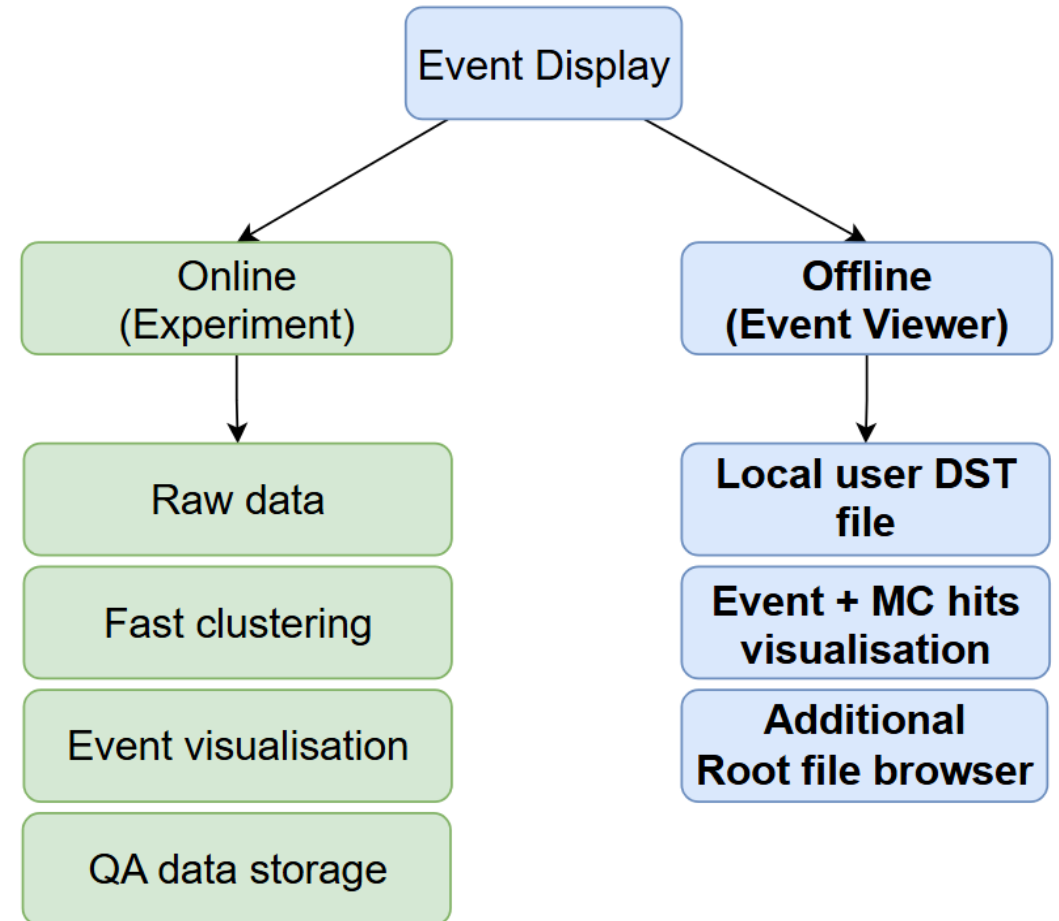 Event Display
Online
(Experiment)
Offline
(Event Viewer)
Raw data
Fast clustering
Event visualisation
QA data storage
Local user DST
file
Event + MC hits
visualisation
Additional
Root file browser